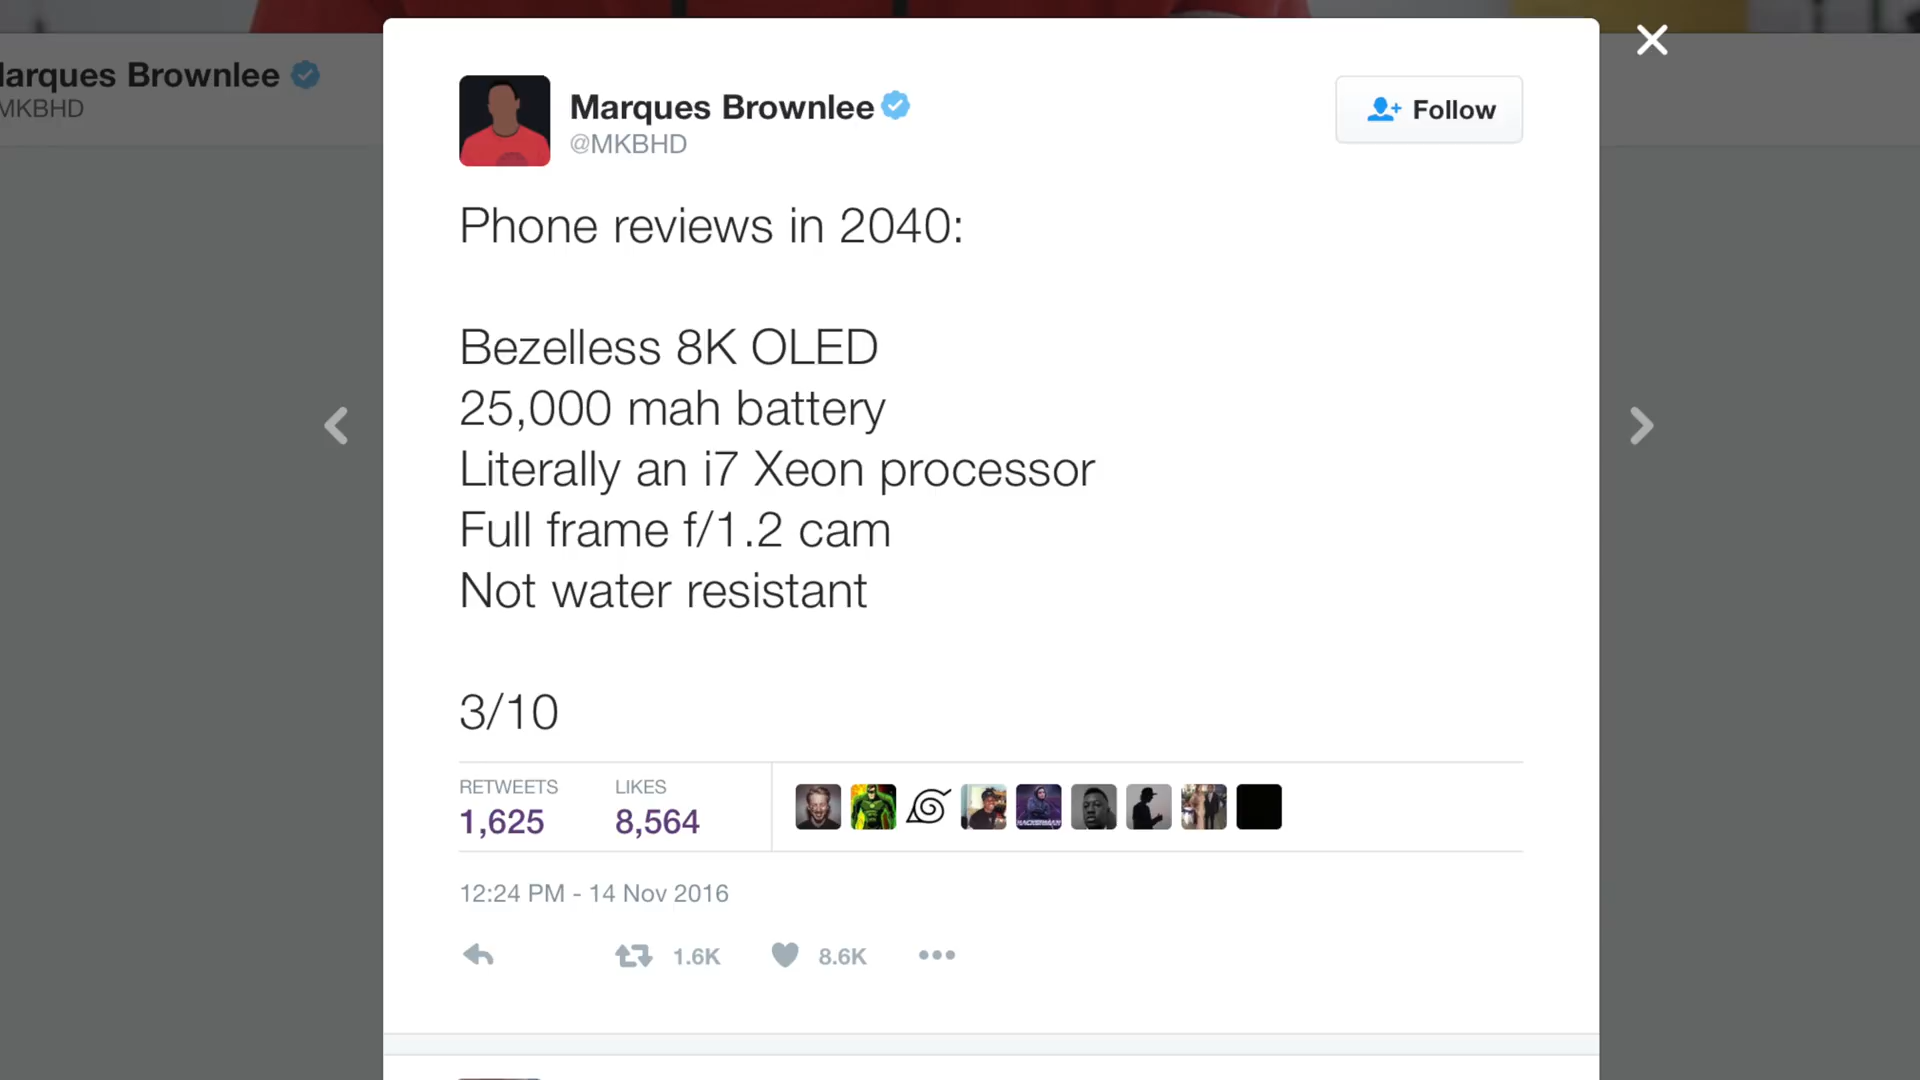 arques Brownlee
MKBHD
Marques Brownlee
@MKBHD
Follow
Phone reviews in 2040:
Bezelless 8K OLED
25,000 mah battery
Literally an i7 Xeon processor
Full frame f/1.2 cam
Not water resistant
3/10
RETWEETS
LIKES
1,625
8,564
12:24 PM - 14 Nov 2016
1.6K
8.6K